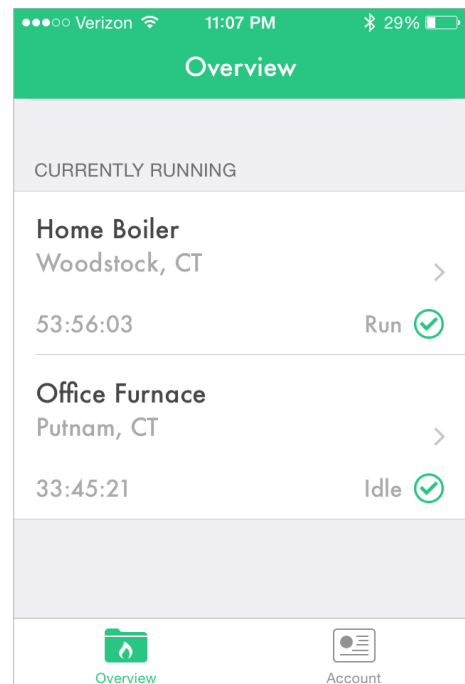 Verizon 11:07 PM 29%
Overview
CURRENTLY RUNNING
Home Boiler
Woodstock, CT
53:56:03 Run
Office Furnace
Putnam, CT
33:45:21 Idle
Overview Account